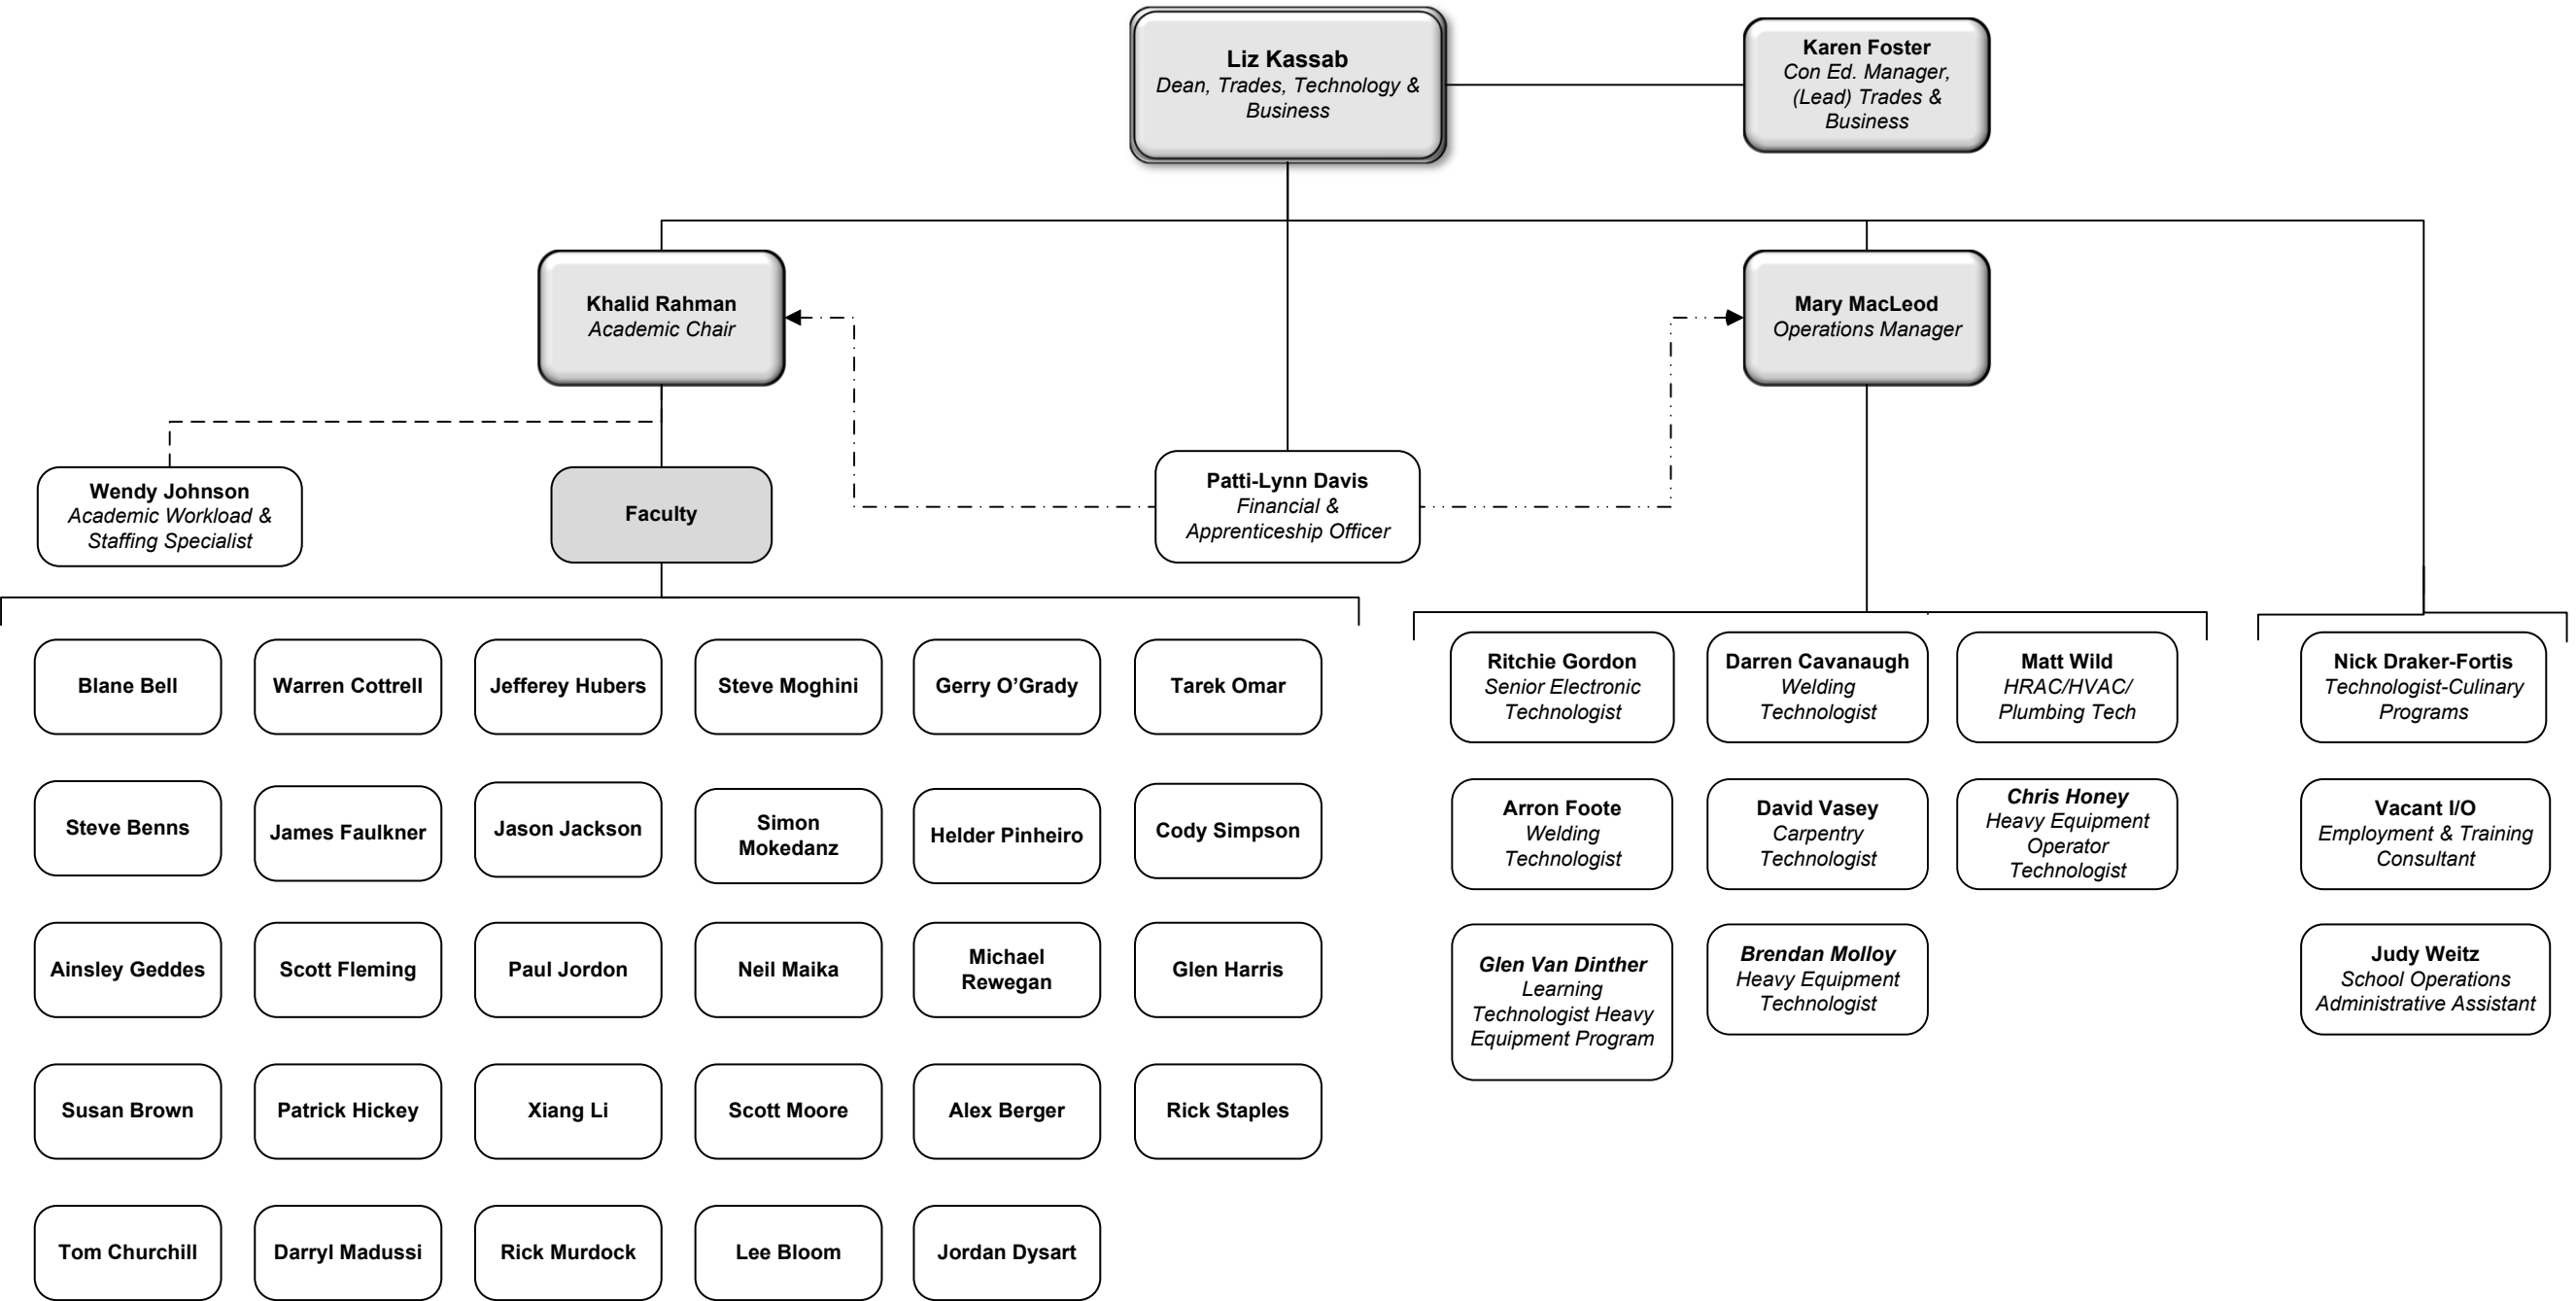 Liz Kassab
Dean, Trades, Technology &
Business
Karen Foster
Con Ed. Manager,
(Lead) Trades &
Business
Khalid Rahman
Academic Chair
Mary MacLeod
Operations Manager
Wendy Johnson
Academic Workload &
Staffing Specialist
Faculty
Patti-Lynn Davis
Financial &
Apprenticeship Officer
Blane Bell
Warren Cottrell
Jefferey Hubers
Steve Moghini
Gerry O’Grady
Tarek Omar
Steve Benns
James Faulkner
Jason Jackson
Simon
Mokedanz
Helder Pinheiro
Cody Simpson
Ainsley Geddes
Scott Fleming
Paul Jordon
Neil Maika
Michael
Rewegan
Glen Harris
Susan Brown
Patrick Hickey
Xiang Li
Scott Moore
Alex Berger
Rick Staples
Tom Churchill
Darryl Madussi
Rick Murdock
Lee Bloom
Jordan Dysart
Ritchie Gordon
Senior Electronic
Technologist
Darren Cavanaugh
Welding
Technologist
Matt Wild
HRAC/HVAC/
Plumbing Tech
Arron Foote
Welding
Technologist
David Vasey
Carpentry
Technologist
Chris Honey
Heavy Equipment
Operator
Technologist
Glen Van Dinther
Learning
Technologist Heavy
Equipment Program
Brendan Molloy
Heavy Equipment
Technologist
Nick Draker-Fortis
Technologist-Culinary
Programs
Vacant I/O
Employment & Training
Consultant
Judy Weitz
School Operations
Administrative Assistant